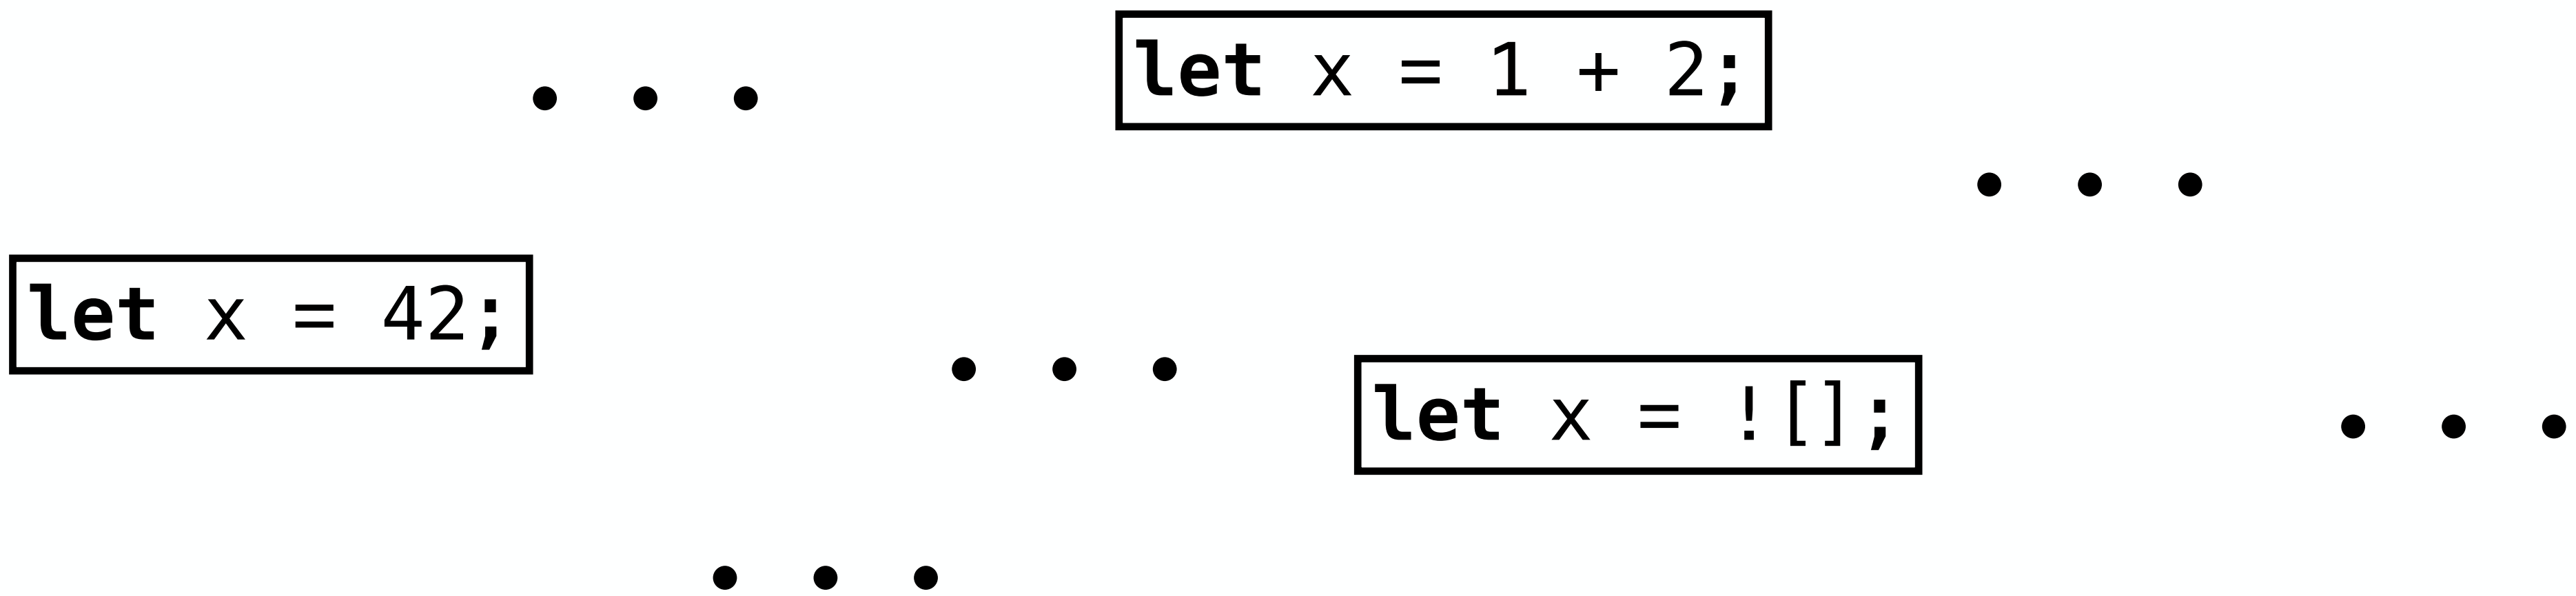 let x = 1 + 2;
let x = 42;
let x = ![];